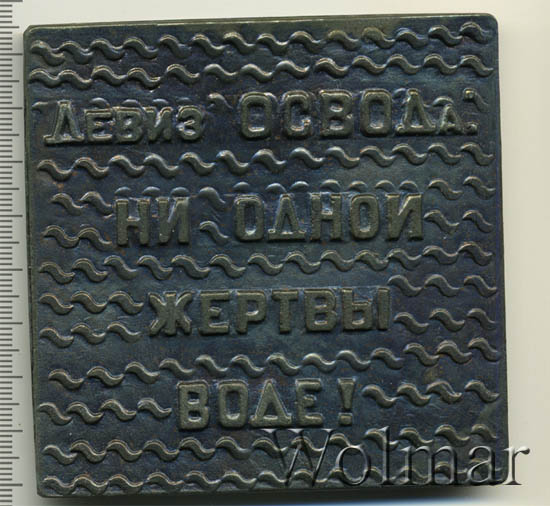 Девиз "ОСВОДа":
НИ ОДНОЙ
ЖЕРТВЫ
ВОДЕ!
Wolmar